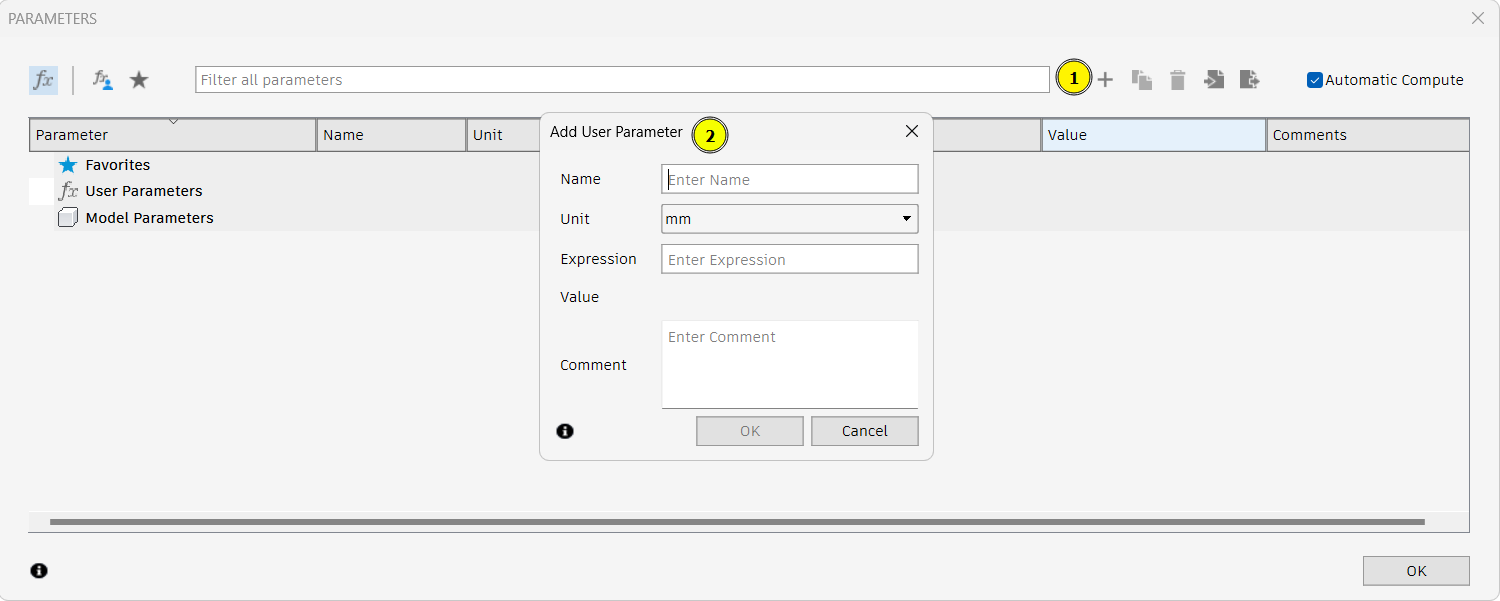 PARAMETERS
fx Filter all parameters 1 Automatic Compute
Parameter Name Unit Value Comments
Add User Parameter 2
Favorites
fx User Parameters
Model Parameters
Name Enter Name
Unit mm
Expression Enter Expression
Value
Comment Enter Comment
OK Cancel
OK